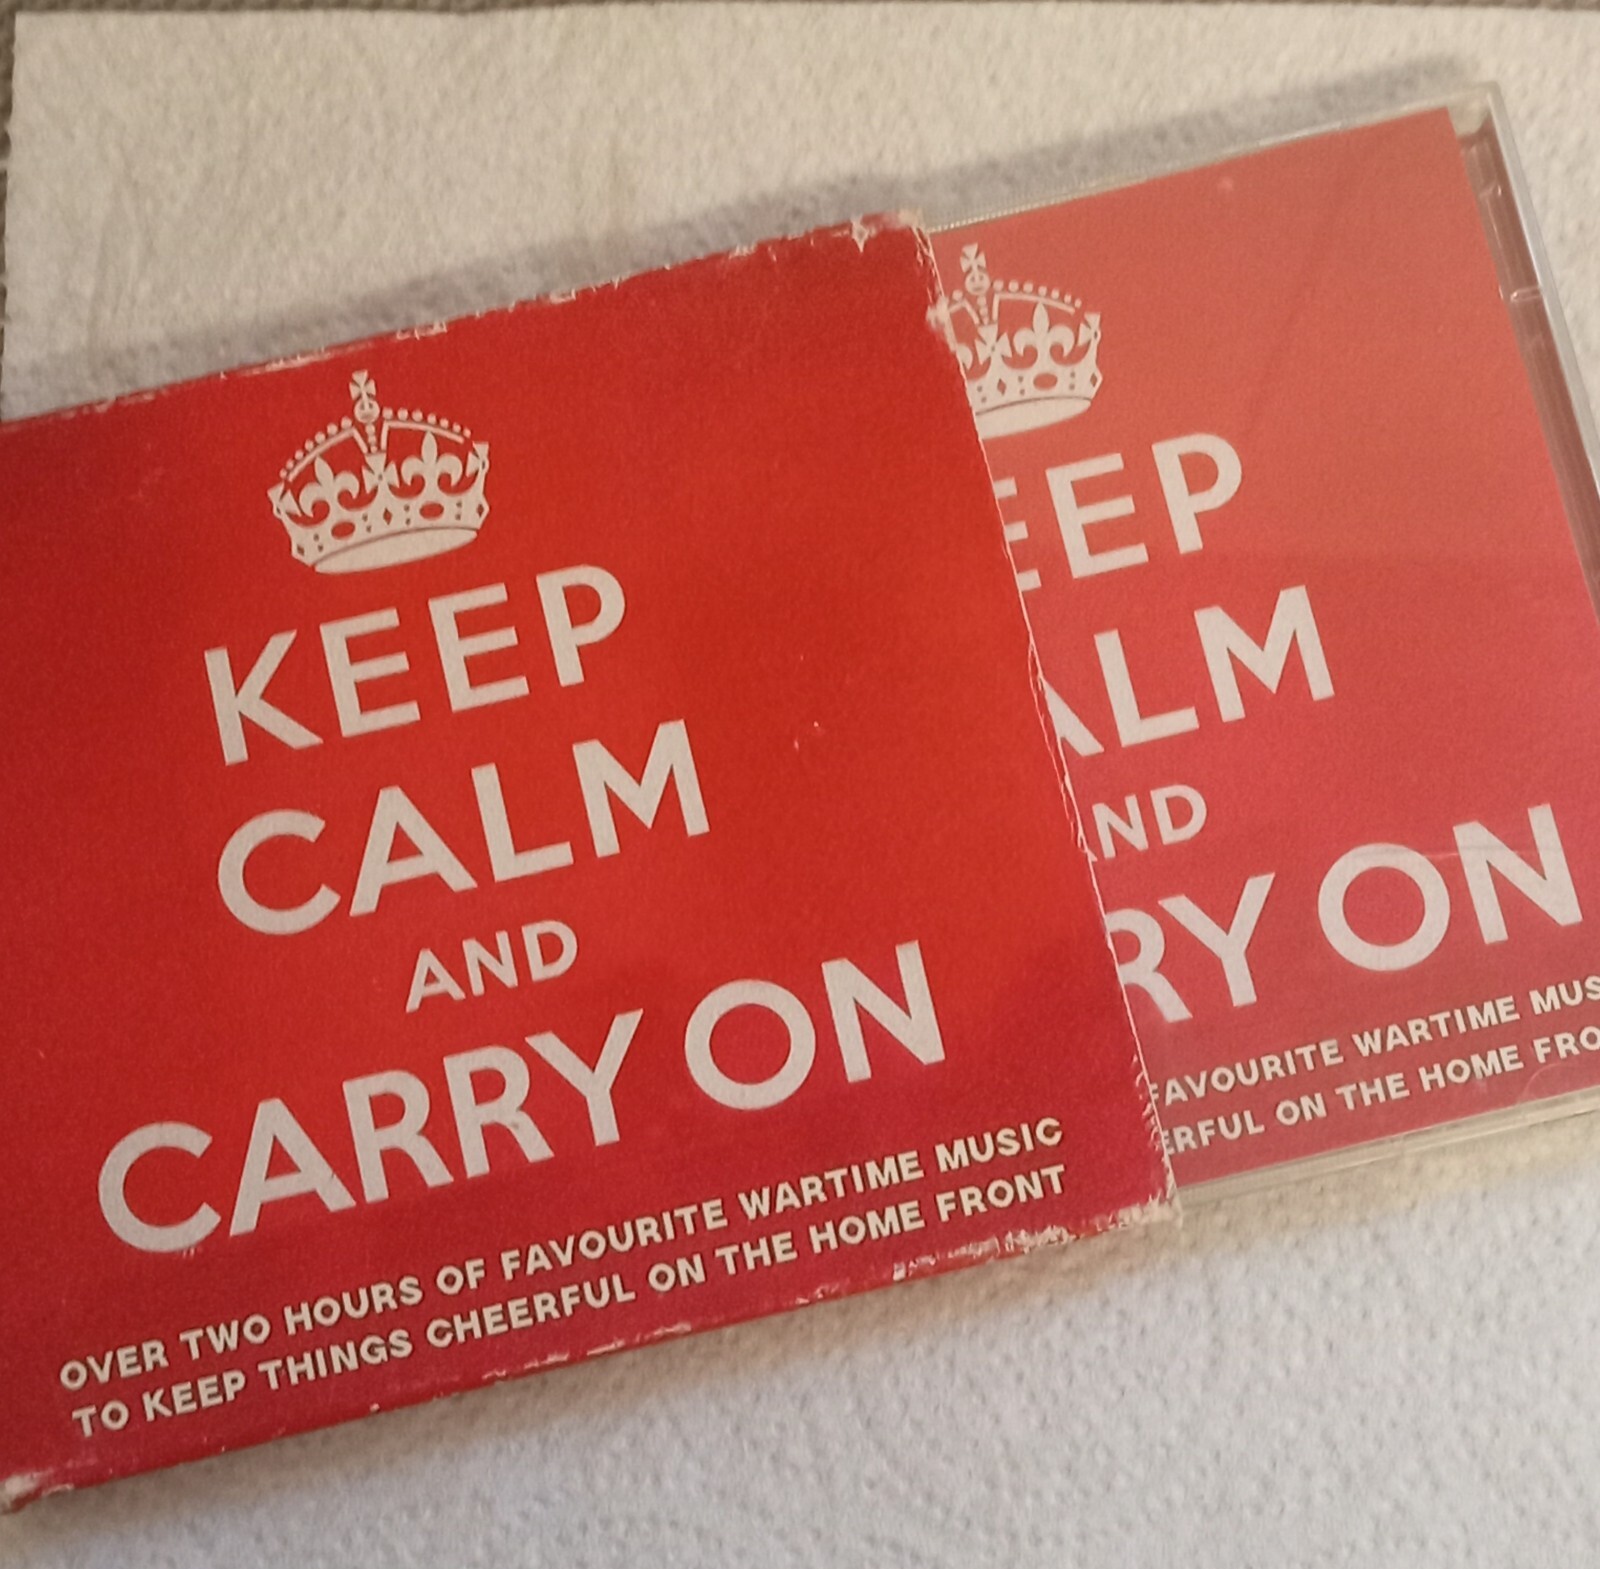 KEEP
CALM
AND
CARRY ON
OVER TWO HOURS OF FAVOURITE WARTIME MUSIC
TO KEEP THINGS CHEERFUL ON THE HOME FRONT
EEP
ALM
ND
RY ON
FAVOURITE WARTIME MUS
ERFUL ON THE HOME FRO